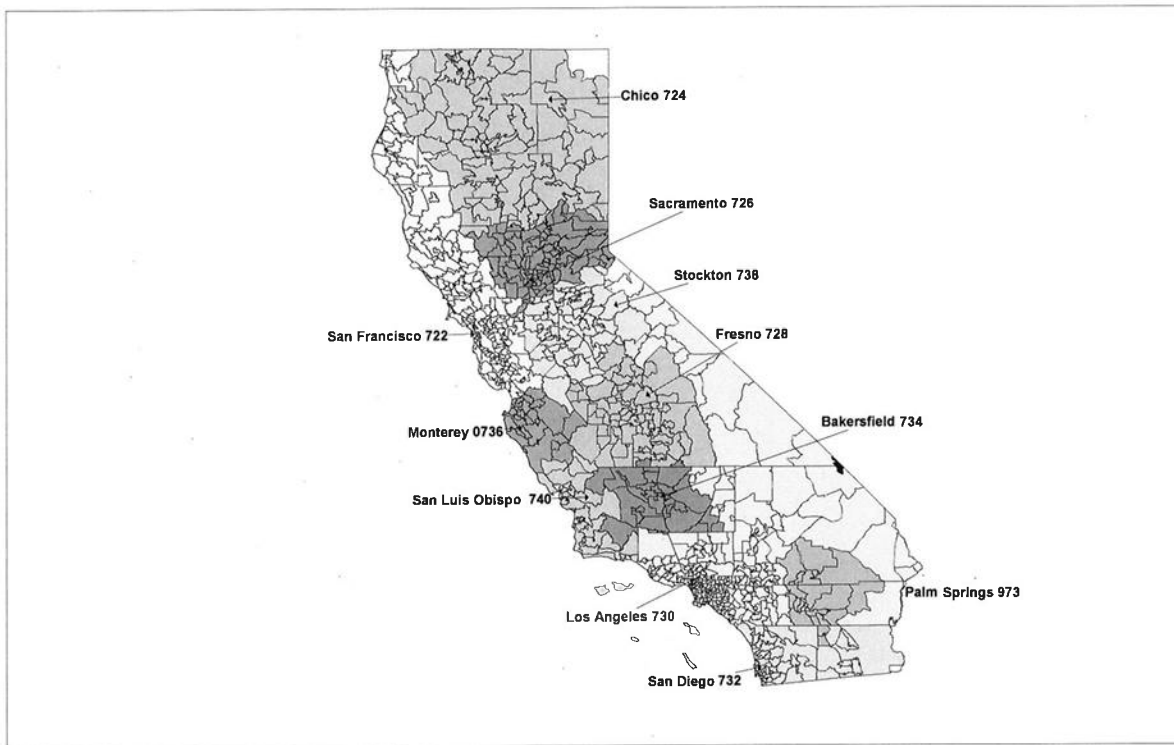 Chico 724
Sacramento 726
Stockton 738
San Francisco 722
Fresno 728
Bakersfield 734
Monterey 0736
San Luis Obispo 740
Palm Springs 973
Los Angeles 730
San Diego 732